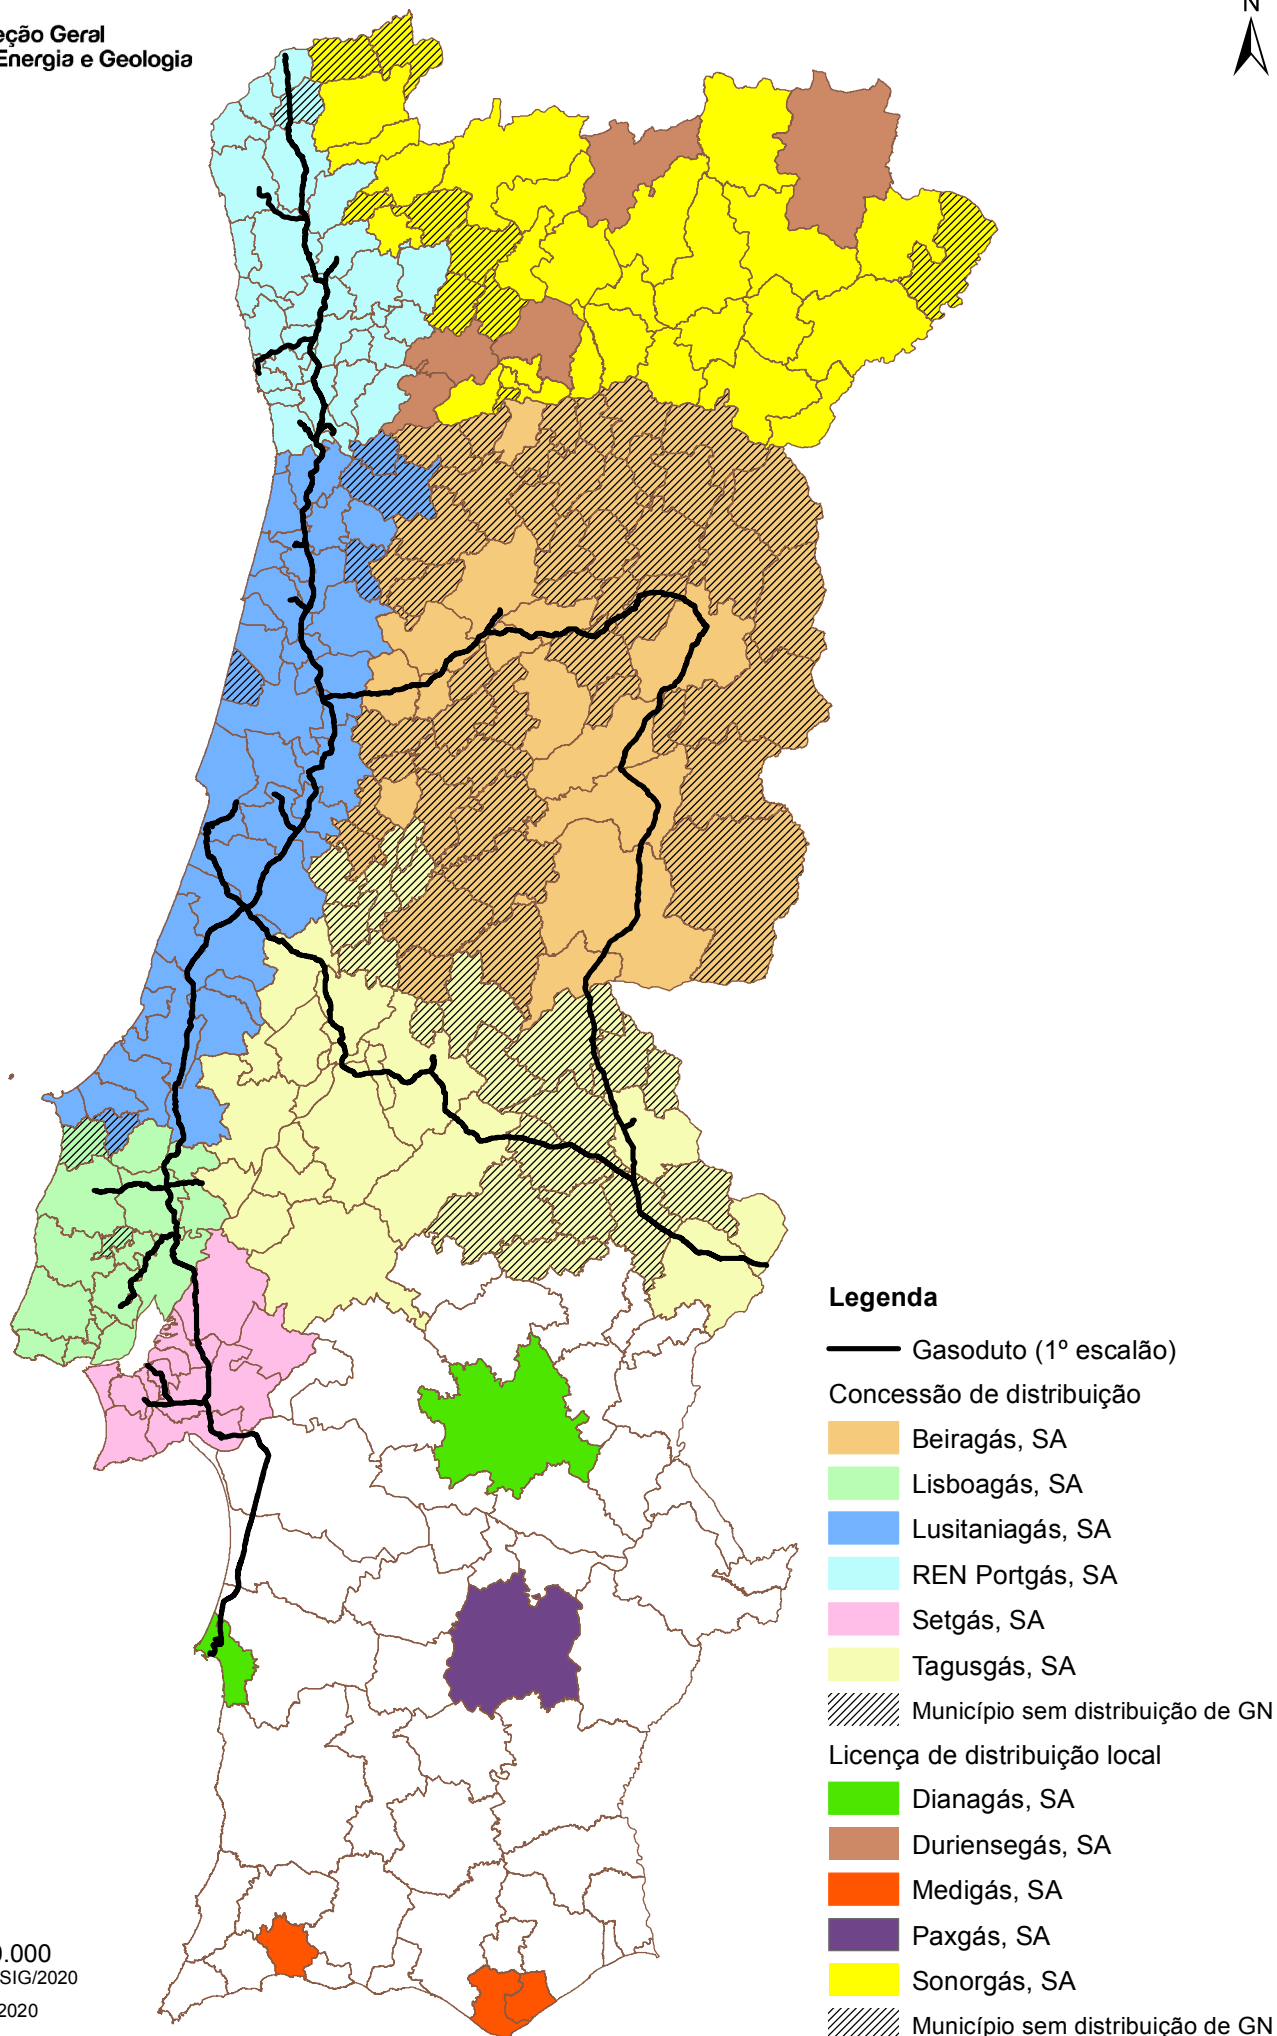 Geral
Energia e Geologia
N
Legenda
Gasoduto (1º escalão)
Concessão de distribuição
Beiragás, SA
Lisboagás, SA
Lusitaniagás, SA
REN Portgás, SA
Setgás, SA
Tagusgás, SA
Município sem distribuição de GN
Licença de distribuição local
Dianagás, SA
Duriensegás, SA
Medigás, SA
Paxgás, SA
Sonorgás, SA
Município sem distribuição de GN
SIG/2020
2020